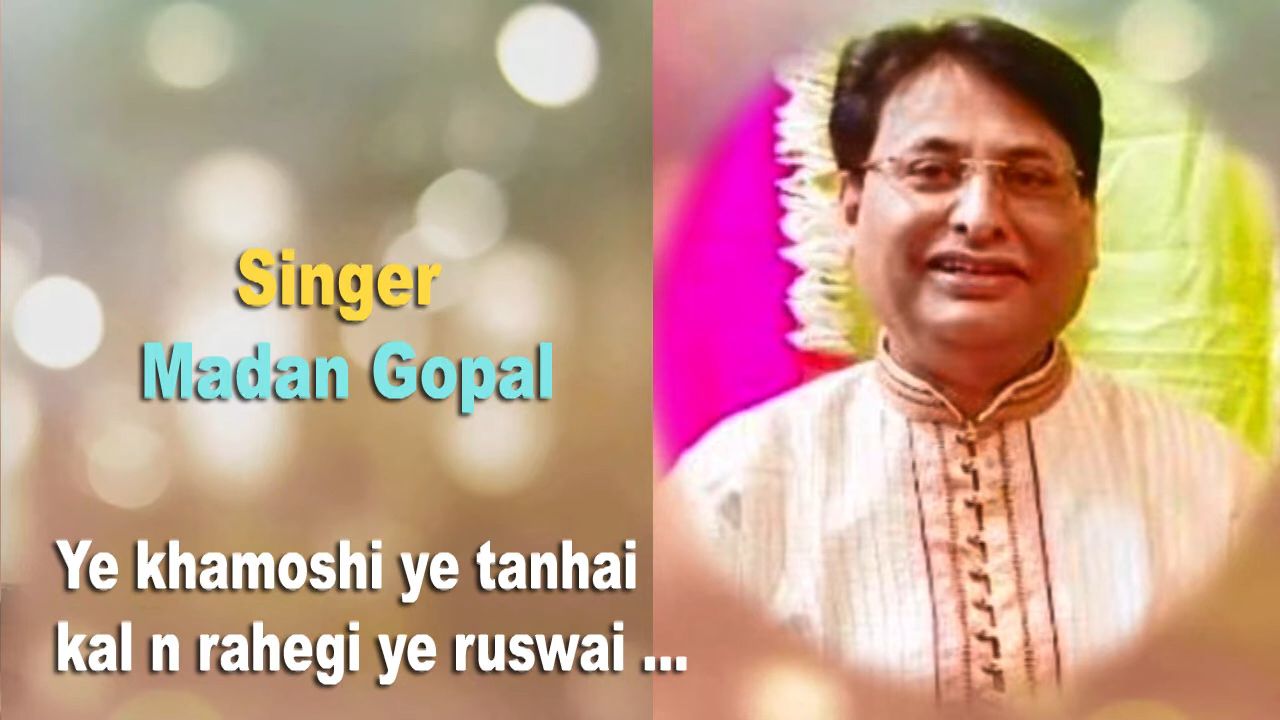 Singer
Madan Gopal
Ye khamoshi ye tanhai
kal n rahegi ye ruswai ...